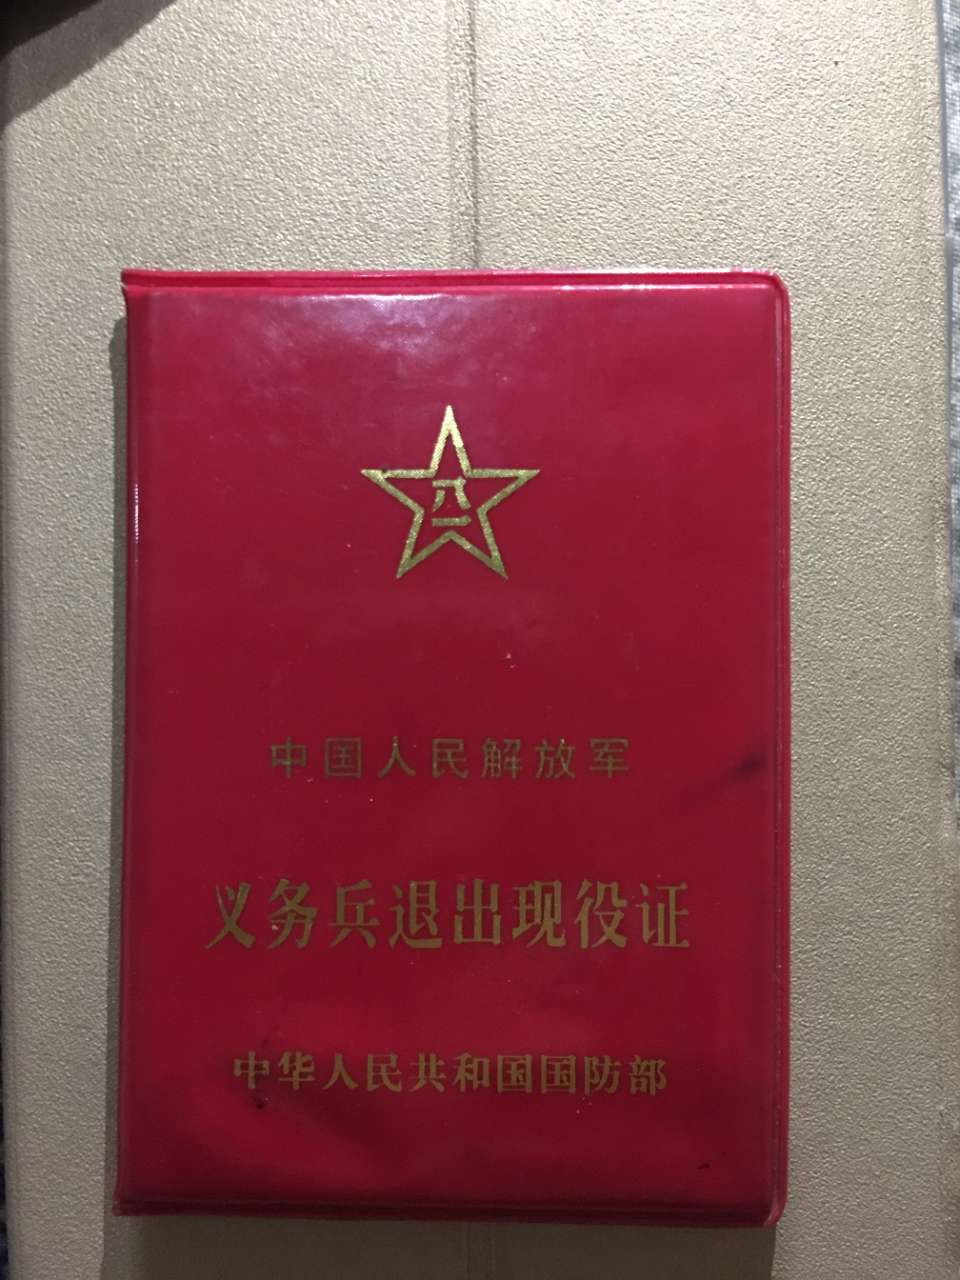 八一
中国人民解放军
义务兵退出现役证
中华人民共和国国防部